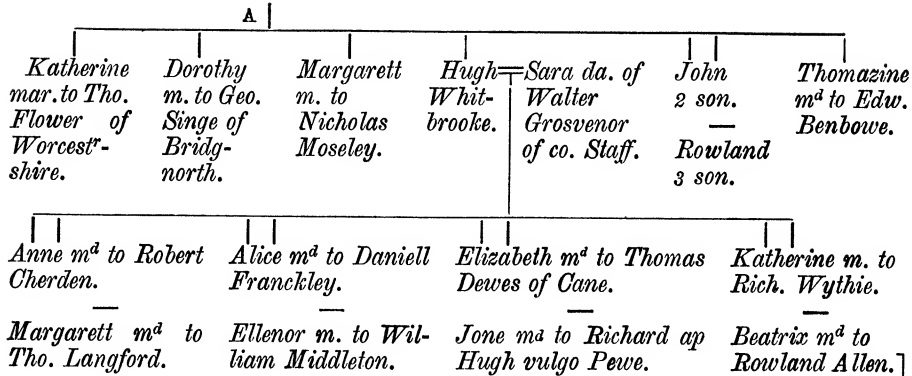 A
Katherine
mar. to Tho.
Flower of
Worcestr-
shire.
Dorothy
m. to Geo.
Singe of
Bridg-
north.
Margarett
m. to
Nicholas
Moseley.
Hugh
Whit-
brooke.
Sara da. of
Walter
Grosvenor
of co. Staff.
John
2 son.
Rowland
3 son.
Thomazine
md to Edw.
Benbowe.
Anne md to Robert
Cherden.
Margarett md to
Tho. Langford.
Alice md to Daniell
Franckley.
Ellenor m. to Wil-
liam Middleton.
Elizabeth md to Thomas
Dewes of Cane.
Jone md to Richard ap
Hugh vulgo Pewe.
Katherine m. to
Rich. Wythie.
Beatrix md to
Rowland Allen.]